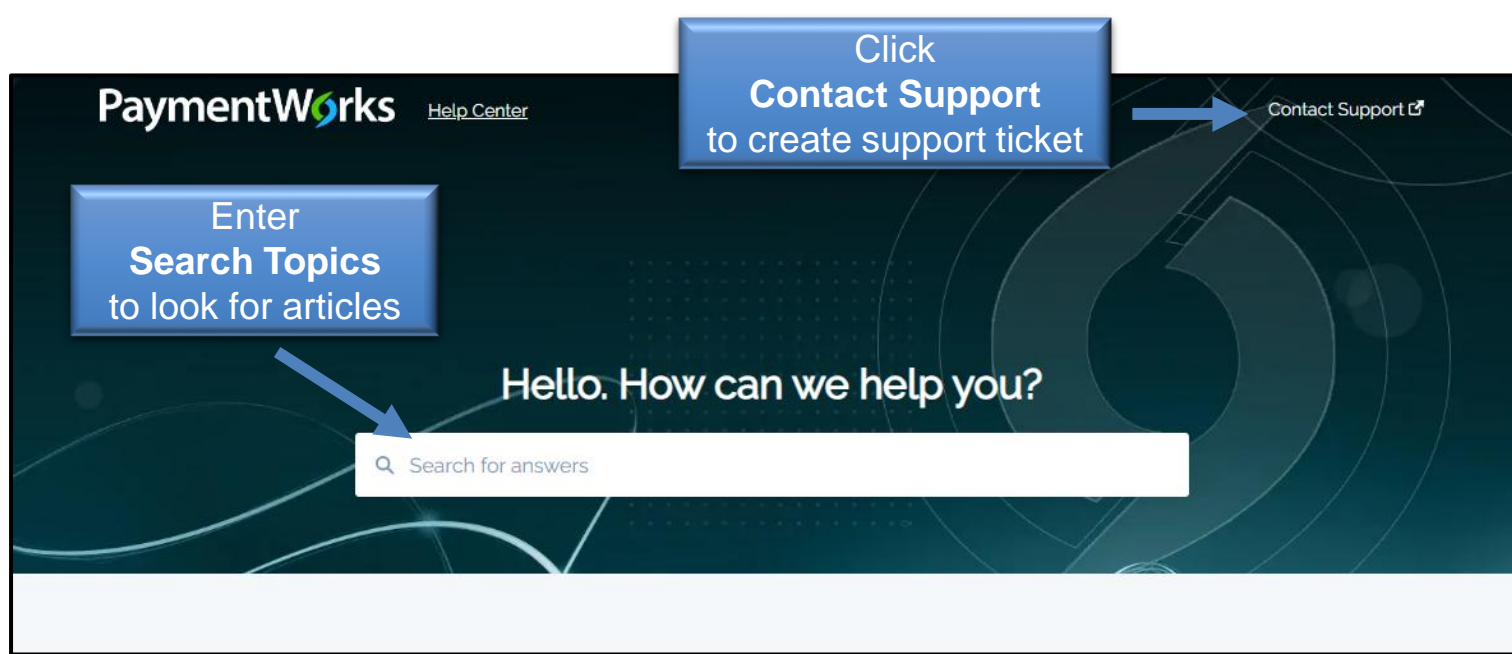 Click
Contact Support
to create support ticket
PaymentWorks
Help Center
Contact Support
Enter
Search Topics
to look for articles
Hello. How can we help you?
Search for answers